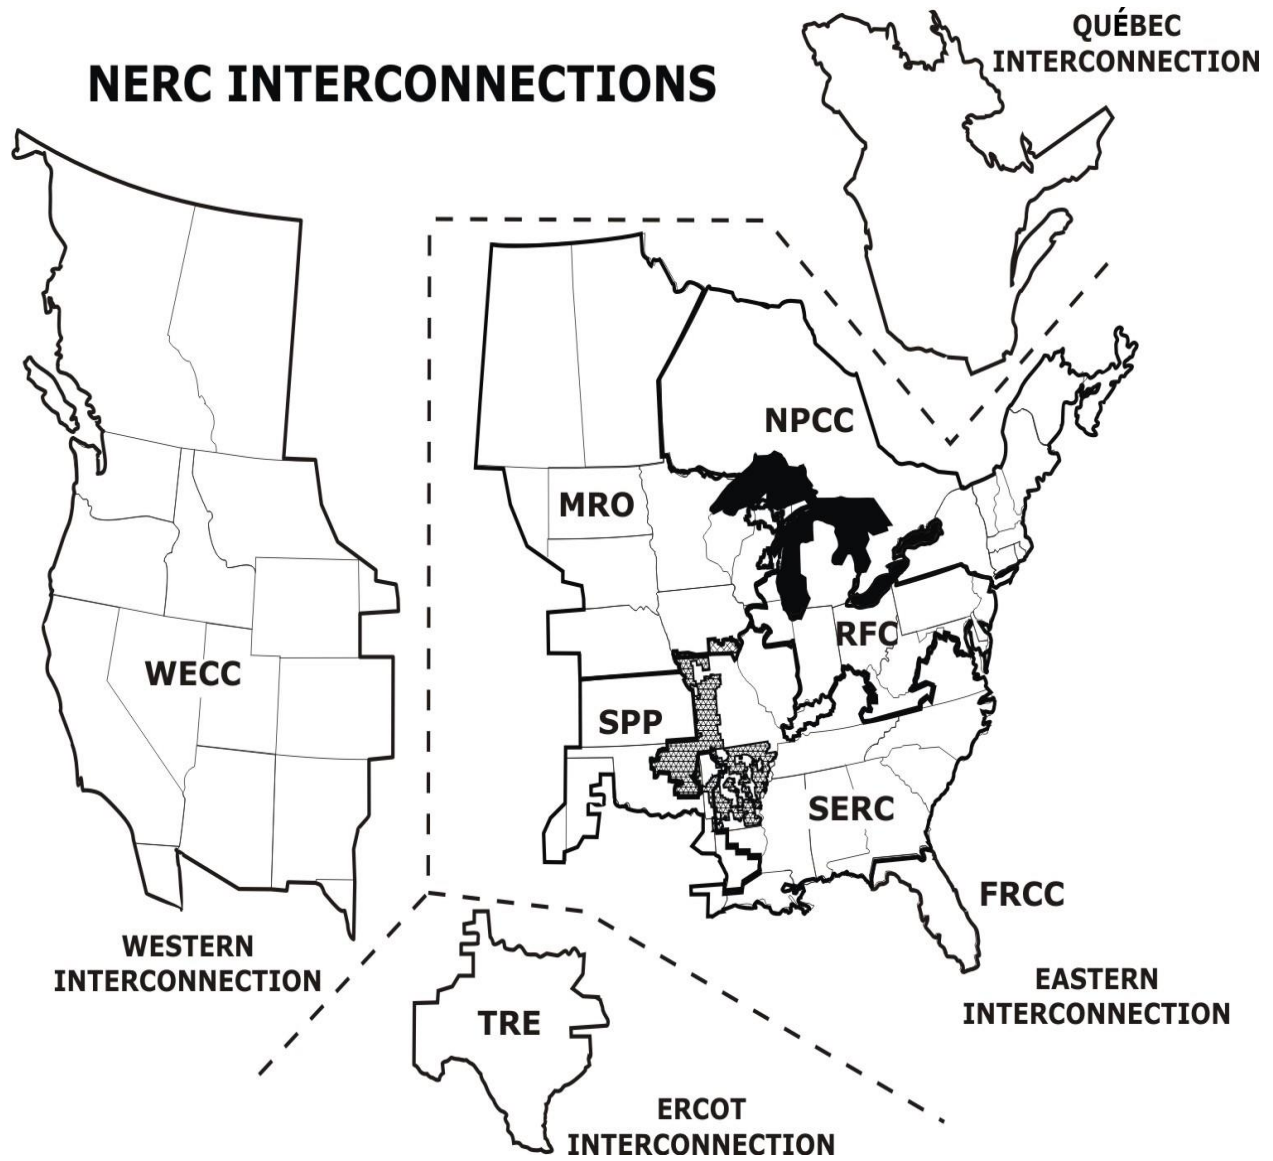 QUÉBEC
INTERCONNECTION
NERC INTERCONNECTIONS
NPCC
MRO
RFC
WECC
SPP
SERC
FRCC
WESTERN
INTERCONNECTION
EASTERN
INTERCONNECTION
TRE
ERCOT
INTERCONNECTION